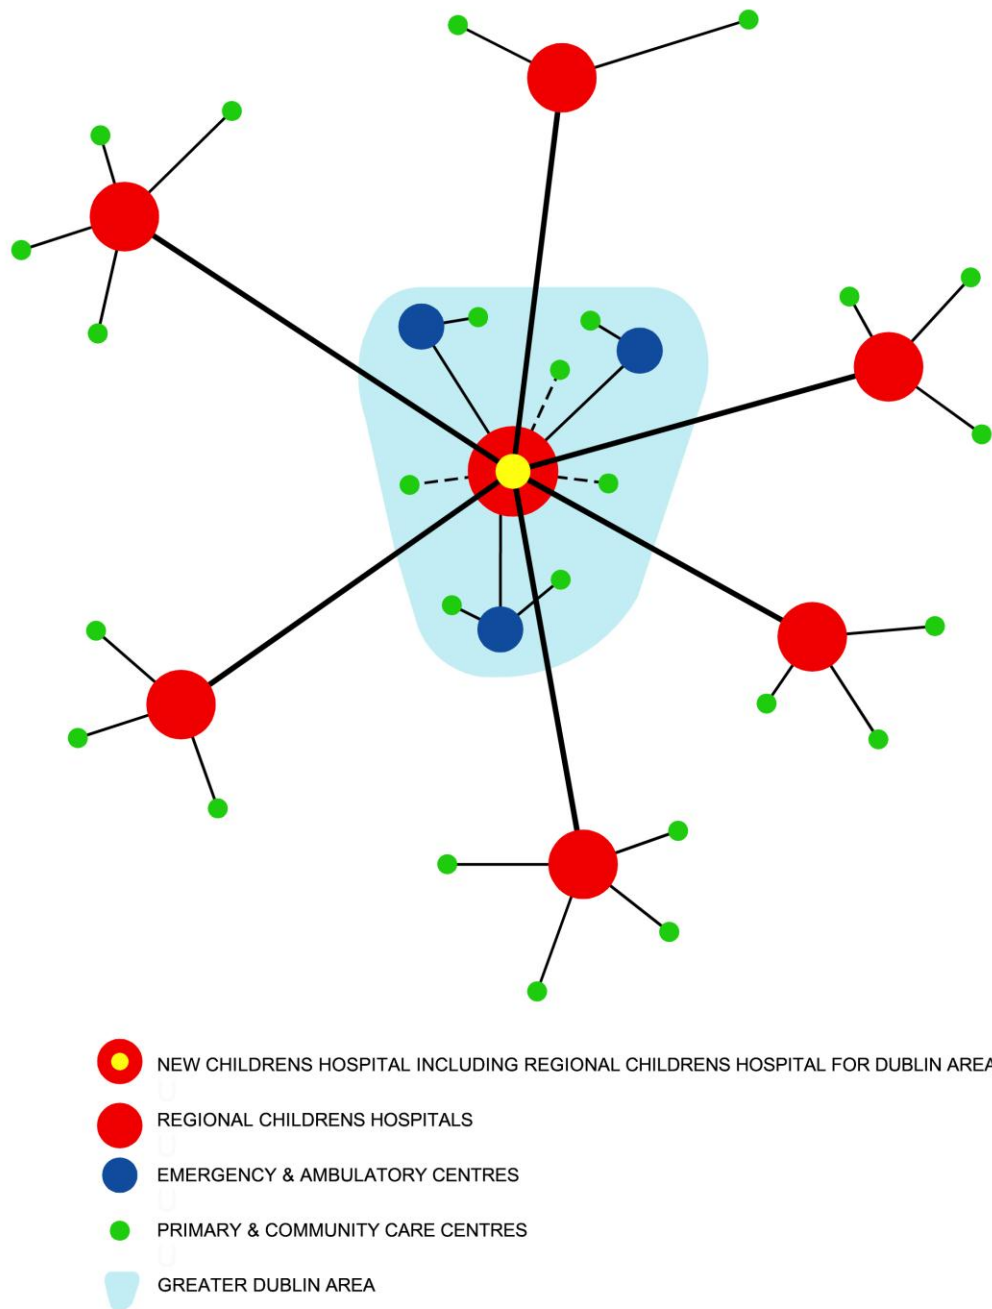 NEW CHILDRENS HOSPITAL INCLUDING REGIONAL CHILDRENS HOSPITAL FOR DUBLIN AREA
REGIONAL CHILDRENS HOSPITALS
EMERGENCY & AMBULATORY CENTRES
PRIMARY & COMMUNITY CARE CENTRES
GREATER DUBLIN AREA